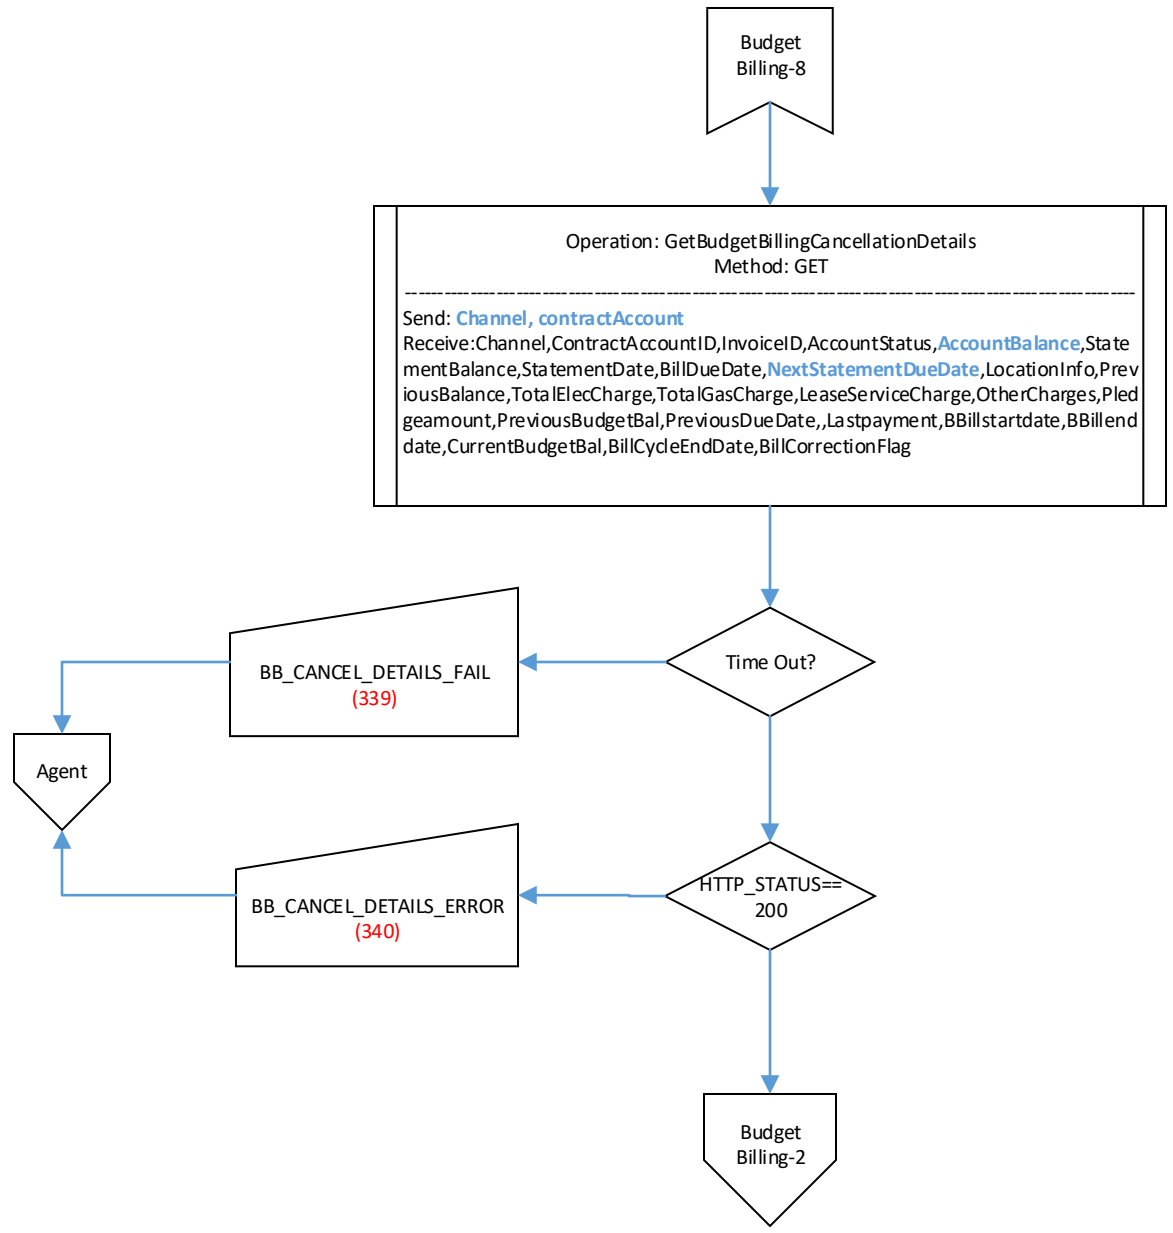 Budget
Billing-8
Operation: GetBudgetBillingCancellationDetails
Method: GET
Send: Channel, contractAccount
Receive:Channel,ContractAccountID,InvoiceID,AccountStatus,AccountBalance,State
mentBalance,StatementDate,BillDueDate,NextStatementDueDate,LocationInfo,Prev
iousBalance,TotalElecCharge,TotalGasCharge,LeaseServiceCharge,OtherCharges,Pled
geamount,PreviousBudgetBal,PreviousDueDate,,Lastpayment,BBillstartdate,BBillend
date,CurrentBudgetBal,BillCycleEndDate,BillCorrectionFlag
Time Out?
BB_CANCEL_DETAILS_FAIL
(339)
Agent
HTTP_STATUS==
200
BB_CANCEL_DETAILS_ERROR
(340)
Budget
Billing-2